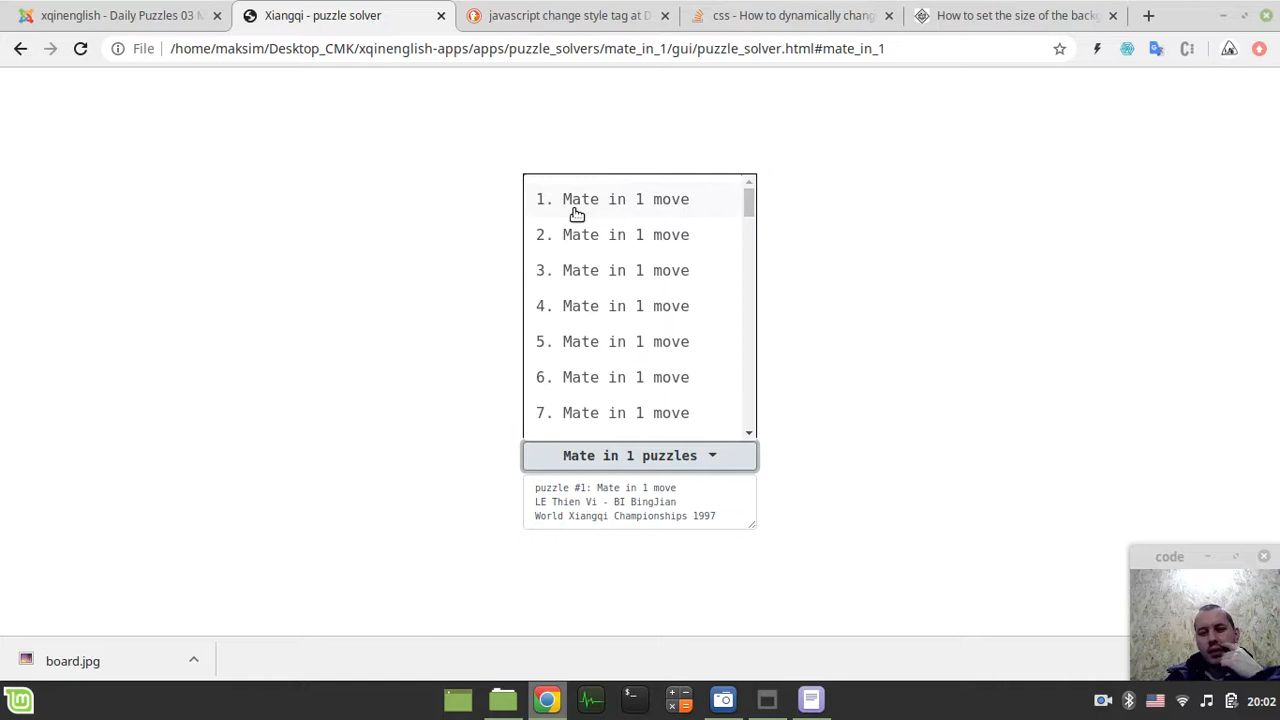 xqinenglish - Daily Puzzles 03 M
Xiangqi - puzzle solver
javascript change style tag at D
css - How to dynamically chang
How to set the size of the backg
File
/home/maksim/Desktop_CMK/xqinenglish-apps/apps/puzzle_solvers/mate_in_1/gui/puzzle_solver.html#mate_in_1
1. Mate in 1 move
2. Mate in 1 move
3. Mate in 1 move
4. Mate in 1 move
5. Mate in 1 move
6. Mate in 1 move
7. Mate in 1 move
Mate in 1 puzzles
puzzle #1: Mate in 1 move
LE Thien Vi - BI BingJian
World Xiangqi Championships 1997
code
board.jpg
20:02